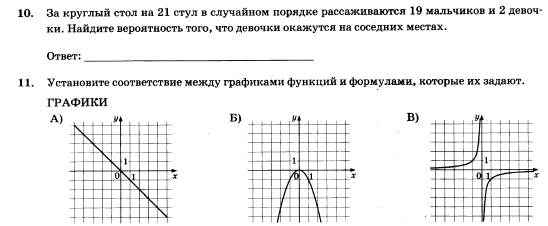 10. За круглый стол на 21 стул в случайном порядке рассаживаются 19 мальчиков и 2 девоч-
ки. Найдите вероятность того, что девочки окажутся на соседних местах.
Ответ:
11. Установите соответствие между графиками функций и формулами, которые их задают.
ГРАФИКИ
А) Б) В)
y y y
1 1 1
0 1 x 0 1 x 0 1 x